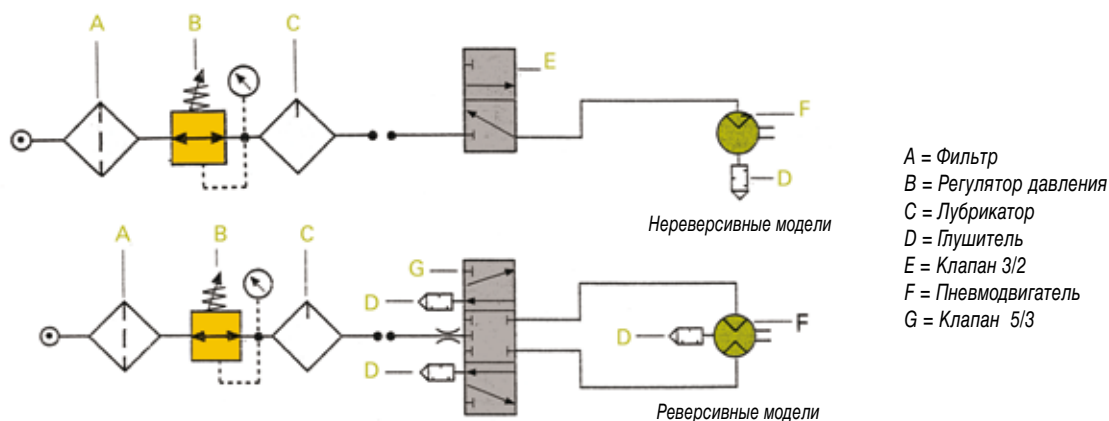 A B C
E
F
D
Нереверсивные модели
A B C
G
D
D
D
F
Реверсивные модели
A = Фильтр
B = Регулятор давления
C = Лубрикатор
D = Глушитель
E = Клапан 3/2
F = Пневмодвигатель
G = Клапан 5/3